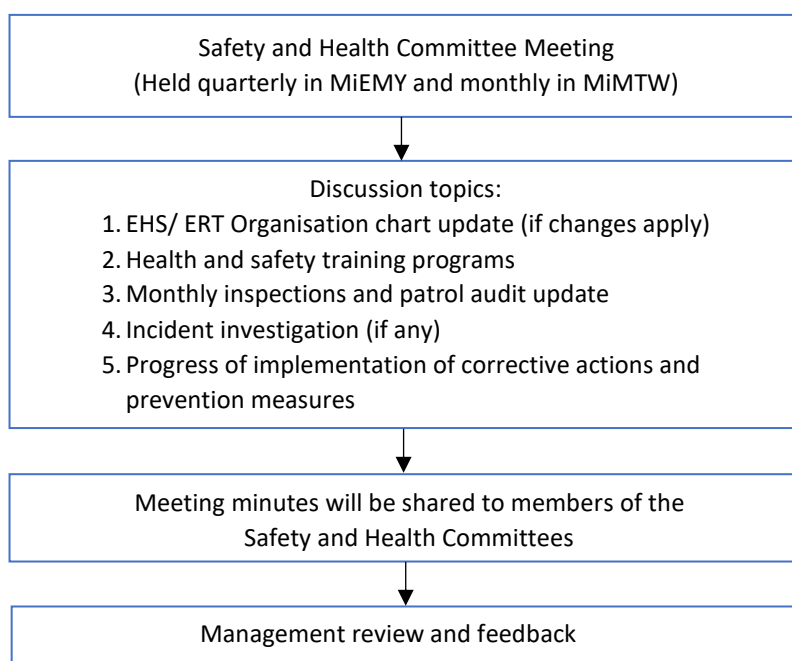 Safety and Health Committee Meeting
(Held quarterly in MiEMY and monthly in MiMTW)
Discussion topics:
1. EHS/ ERT Organisation chart update (if changes apply)
2. Health and safety training programs
3. Monthly inspections and patrol audit update
4. Incident investigation (if any)
5. Progress of implementation of corrective actions and
prevention measures
Meeting minutes will be shared to members of the
Safety and Health Committees
Management review and feedback